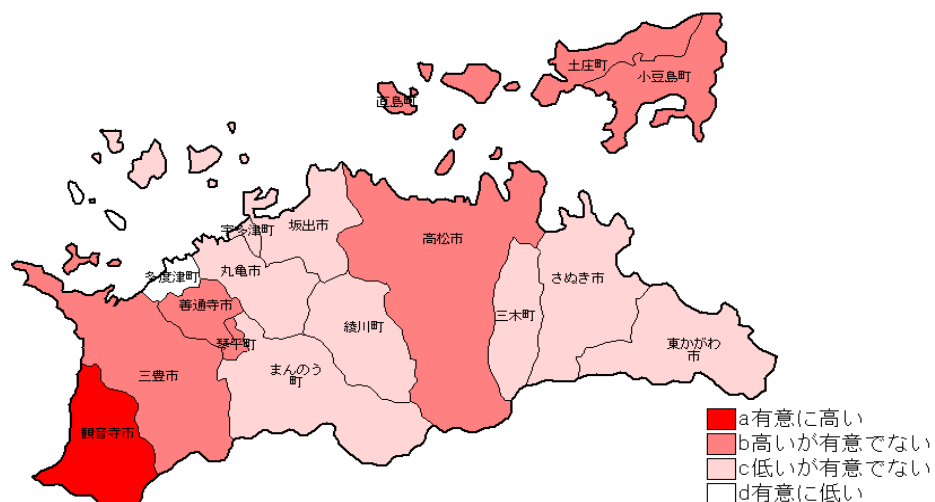 土庄町
小豆島町
直島町
宇多津町
坂出市
高松市
多度津町
丸亀市
さぬき市
善通寺市
三木町
綾川町
琴平町
東かがわ
市
三豊市
まんのう
町
観音寺市
a有意に高い
b高いが有意でない
c低いが有意でない
d有意に低い